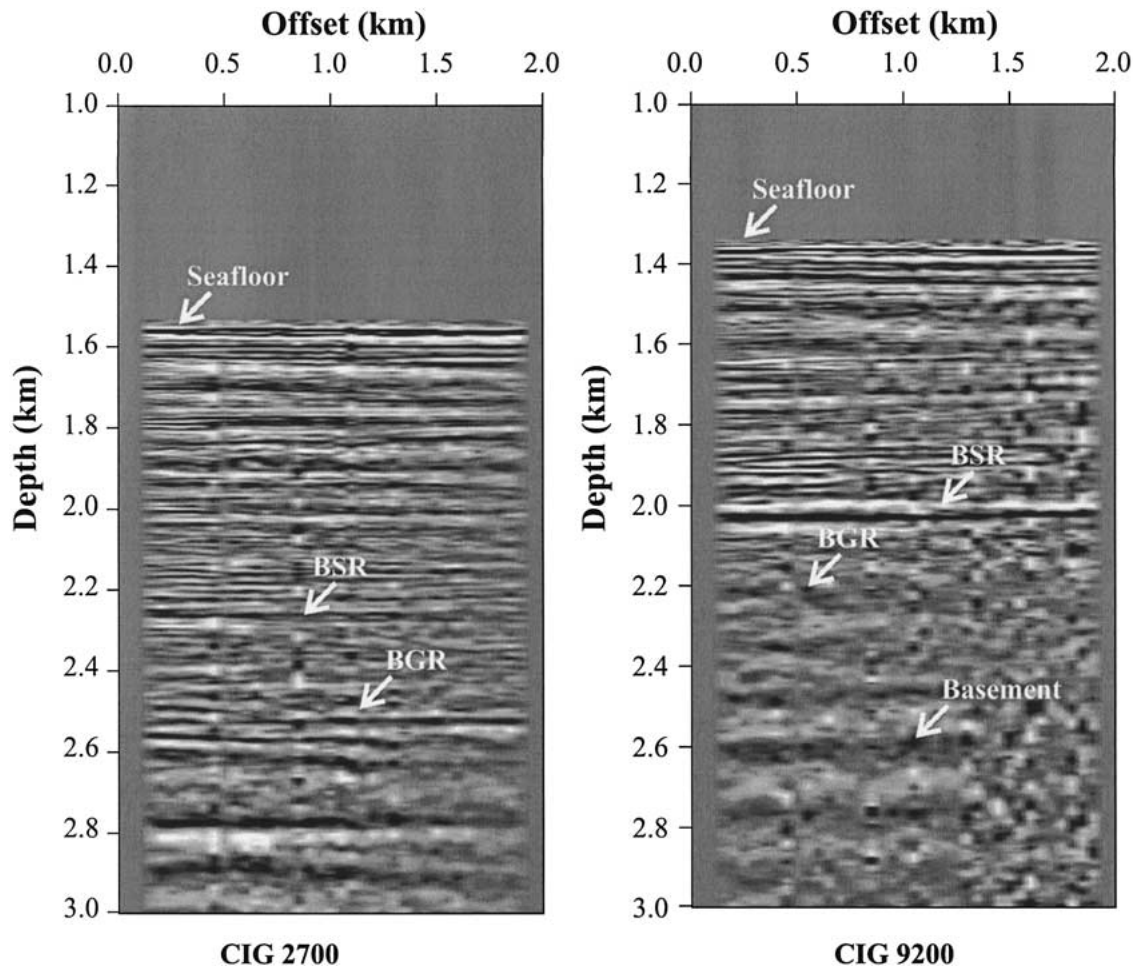 Offset (km)
0.0 0.5 1.0 1.5 2.0
1.0
1.2
1.4
1.6
1.8
2.0
2.2
2.4
2.6
2.8
3.0
Depth (km)
Seafloor
BSR
BGR
CIG 2700
Offset (km)
0.0 0.5 1.0 1.5 2.0
1.0
1.2
1.4
1.6
1.8
2.0
2.2
2.4
2.6
2.8
3.0
Depth (km)
Seafloor
BSR
BGR
Basement
CIG 9200